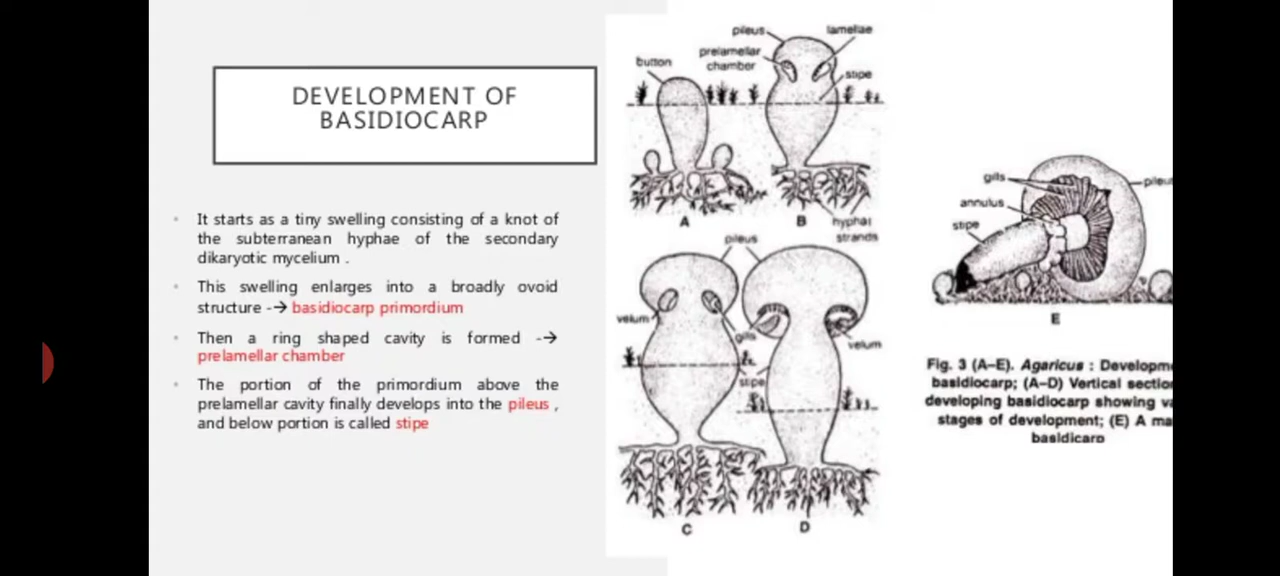 DEVELOPMENT OF
BASIDIOCARP
• It starts as a tiny swelling consisting of a knot of
the subterranean hyphae of the secondary
dikaryotic mycelium .
• This swelling enlarges into a broadly ovoid
structure -→ basidiocarp primordium
• Then a ring shaped cavity is formed -→
prelamellar chamber
• The portion of the primordium above the
prelamellar cavity finally develops into the pileus ,
and below portion is called stipe
button
A
pileus
lamellae
prelamellar
chamber
stipe
B
hyphal
strands
pileus
velum
gills
stipe
velum
C
D
gills
pileu
annulus
stipe
E
Fig. 3 (A–E). Agaricus : Developme
basidiocarp; (A–D) Vertical section
developing basidiocarp showing va
stages of development; (E) A ma
basidicarp